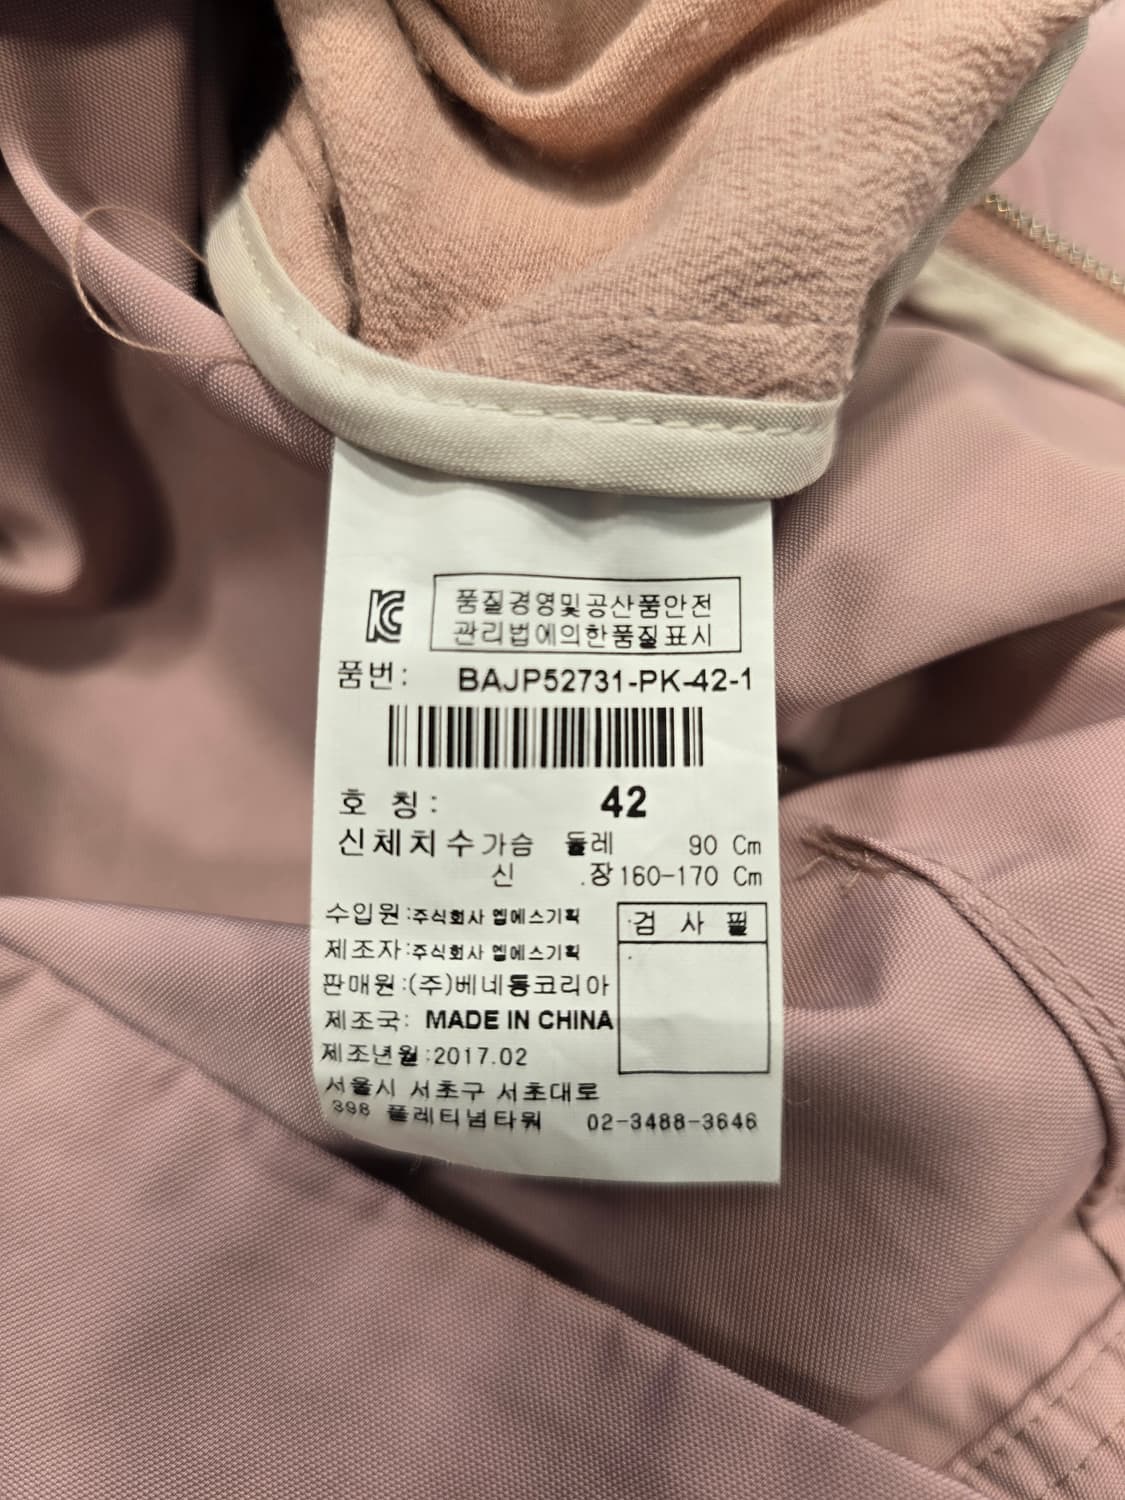 KC
품질경영및공산품안전
관리법에의한품질표시
품번: BAJP52731-PK-42-1
호 칭: 42
신체치수 가슴 둘레 90 Cm
신 장 160-170 Cm
수입원:주식회사 엘에스기획
제조자:주식회사 엘에스기획
판매원:(주)베네통코리아
제조국: MADE IN CHINA
제조년월:2017.02
검 사 필
서울시 서초구 서초대로
398 플레티넘타워 02-3488-3646